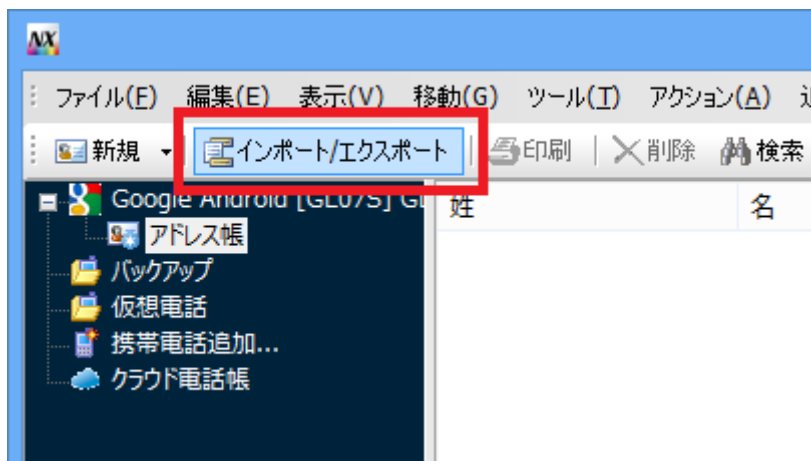 NX
ファイル(F) 編集(E) 表示(V) 移動(G) ツール(T) アクション(A)
新規 インポート/エクスポート 印刷 削除 検索
Google Android [GL07S]
姓 名
アドレス帳
バックアップ
仮想電話
携帯電話追加...
クラウド電話帳